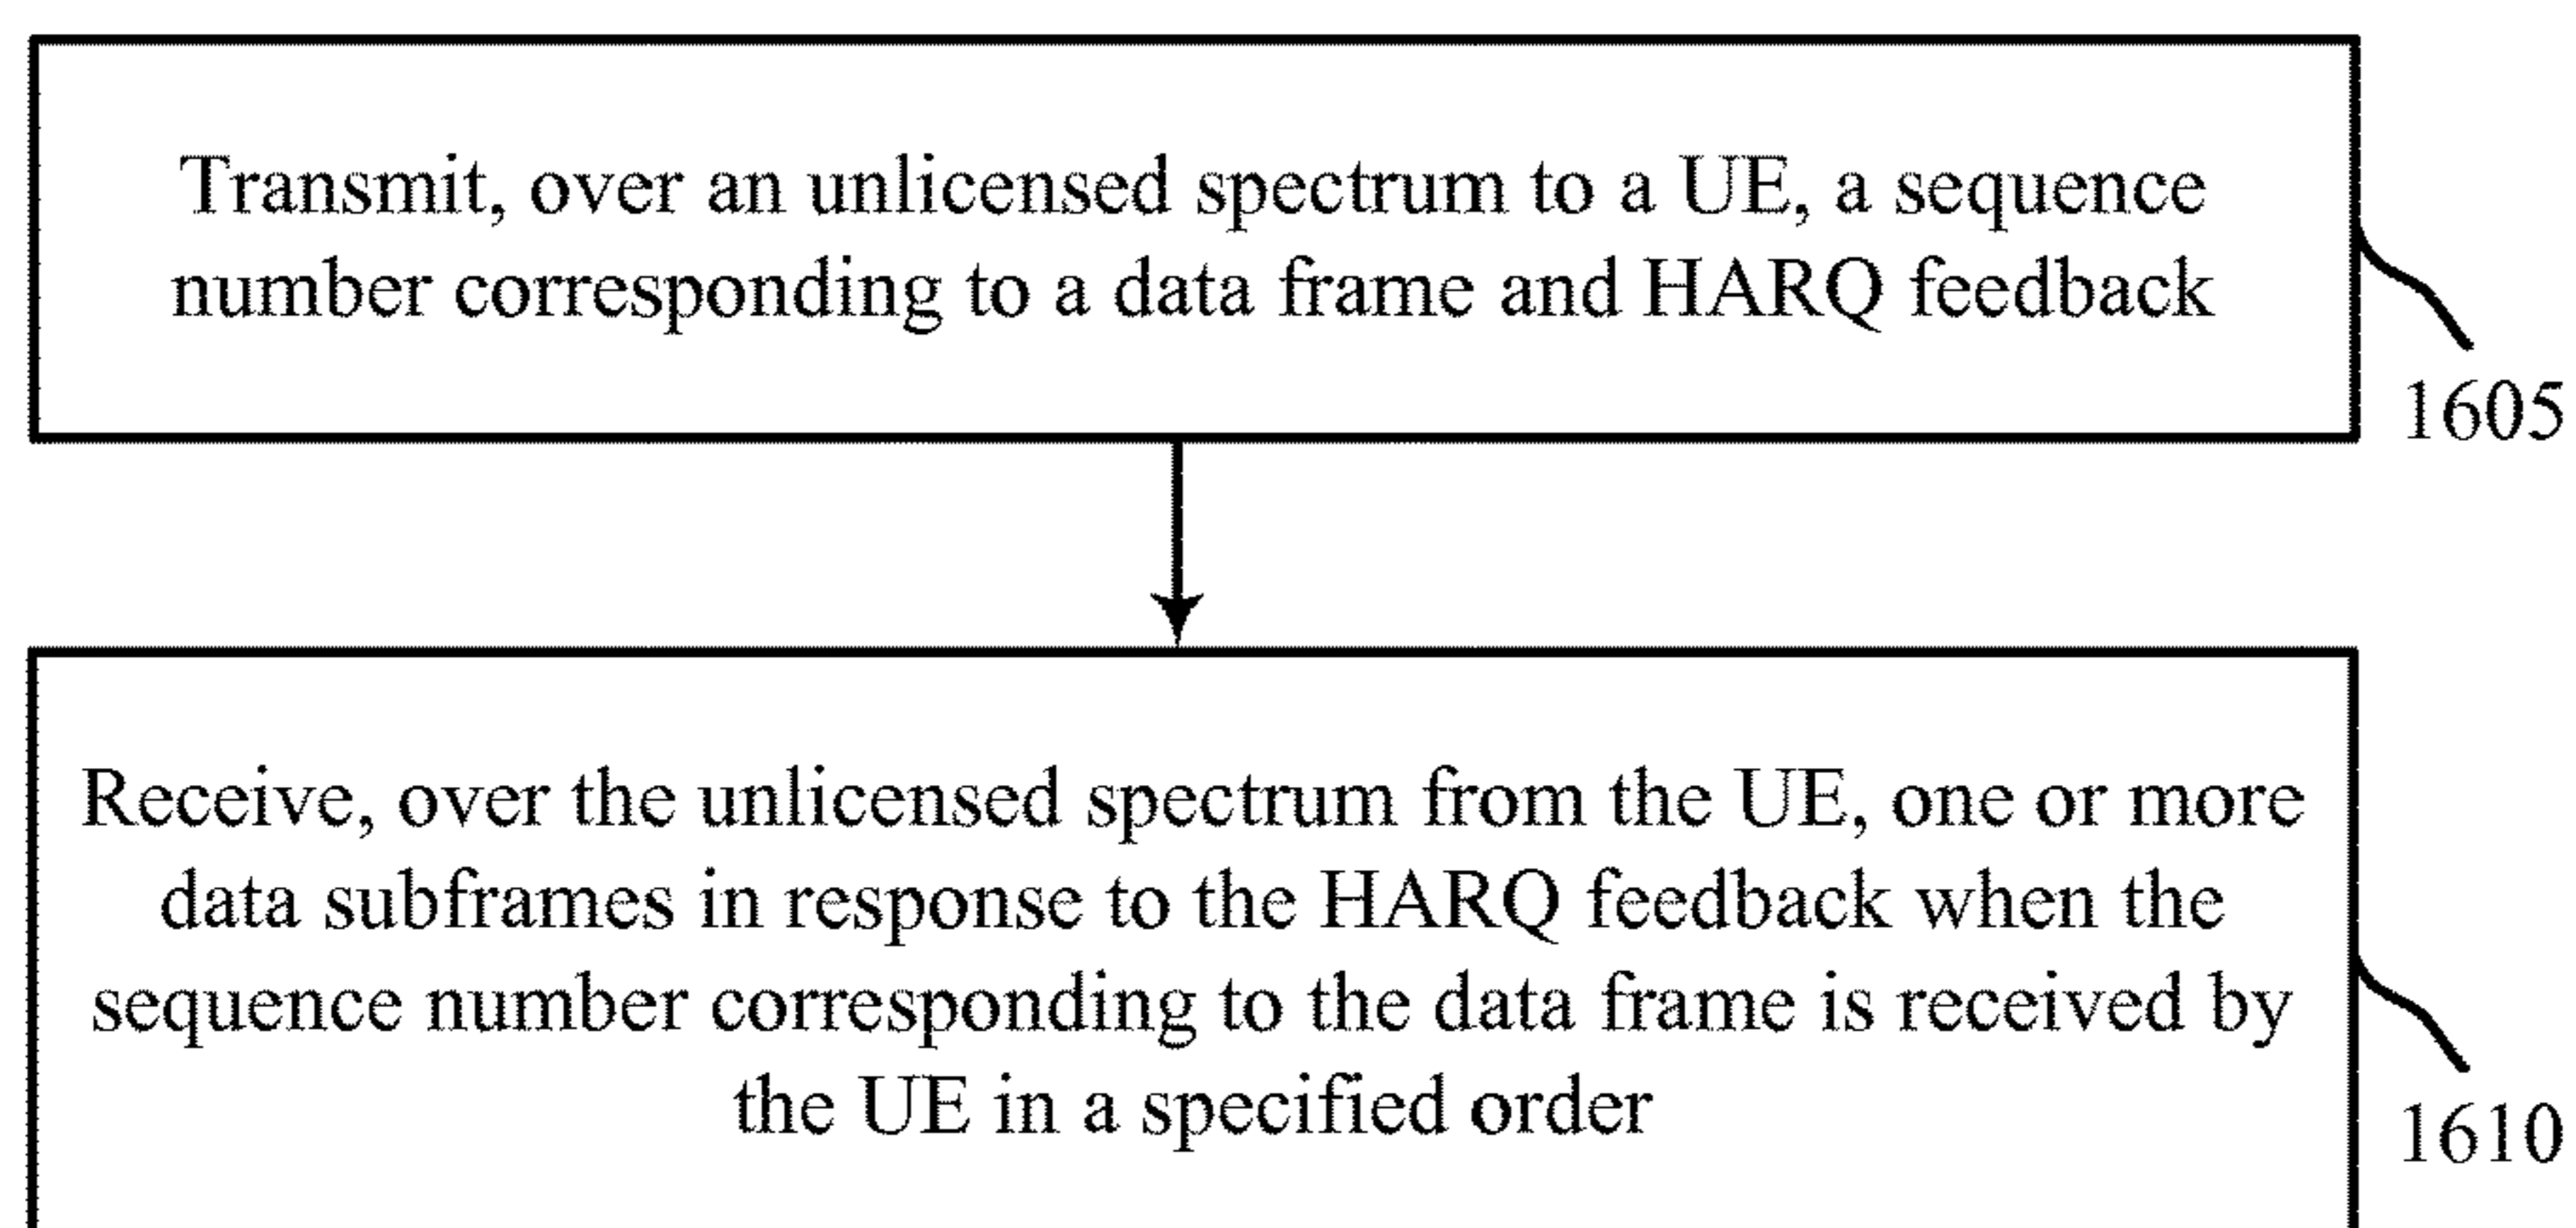 Transmit, over an unlicensed spectrum to a UE, a sequence
number corresponding to a data frame and HARQ feedback
1605
Receive, over the unlicensed spectrum from the UE, one or more
data subframes in response to the HARQ feedback when the
sequence number corresponding to the data frame is received by
the UE in a specified order
1610